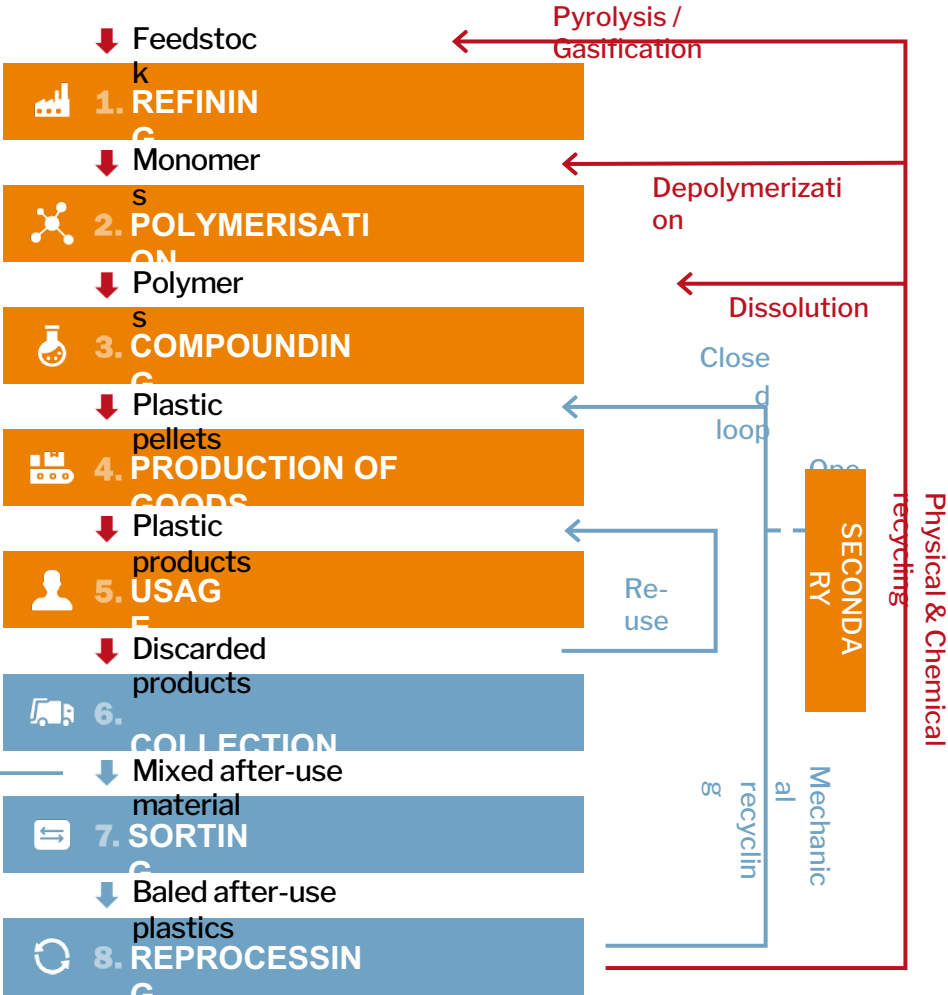 Pyrolysis /
Gasification
Feedstoc
k
1. REFININ
G
Monomer
s
Depolymerizati
on
2. POLYMERISATI
ON
Polymer
s
Dissolution
3. COMPOUNDIN
G
Close
d
loop
Plastic
pellets
4. PRODUCTION OF
GOODS
Ope
Plastic
products
5. USAG
E
Re-
use
SECONDA
RY
Physical & Chemical
recycling
Discarded
products
6.
COLLECTION
Mixed after-use
material
7. SORTIN
G
Mechanic
al
recyclin
g
Baled after-use
plastics
8. REPROCESSIN
G